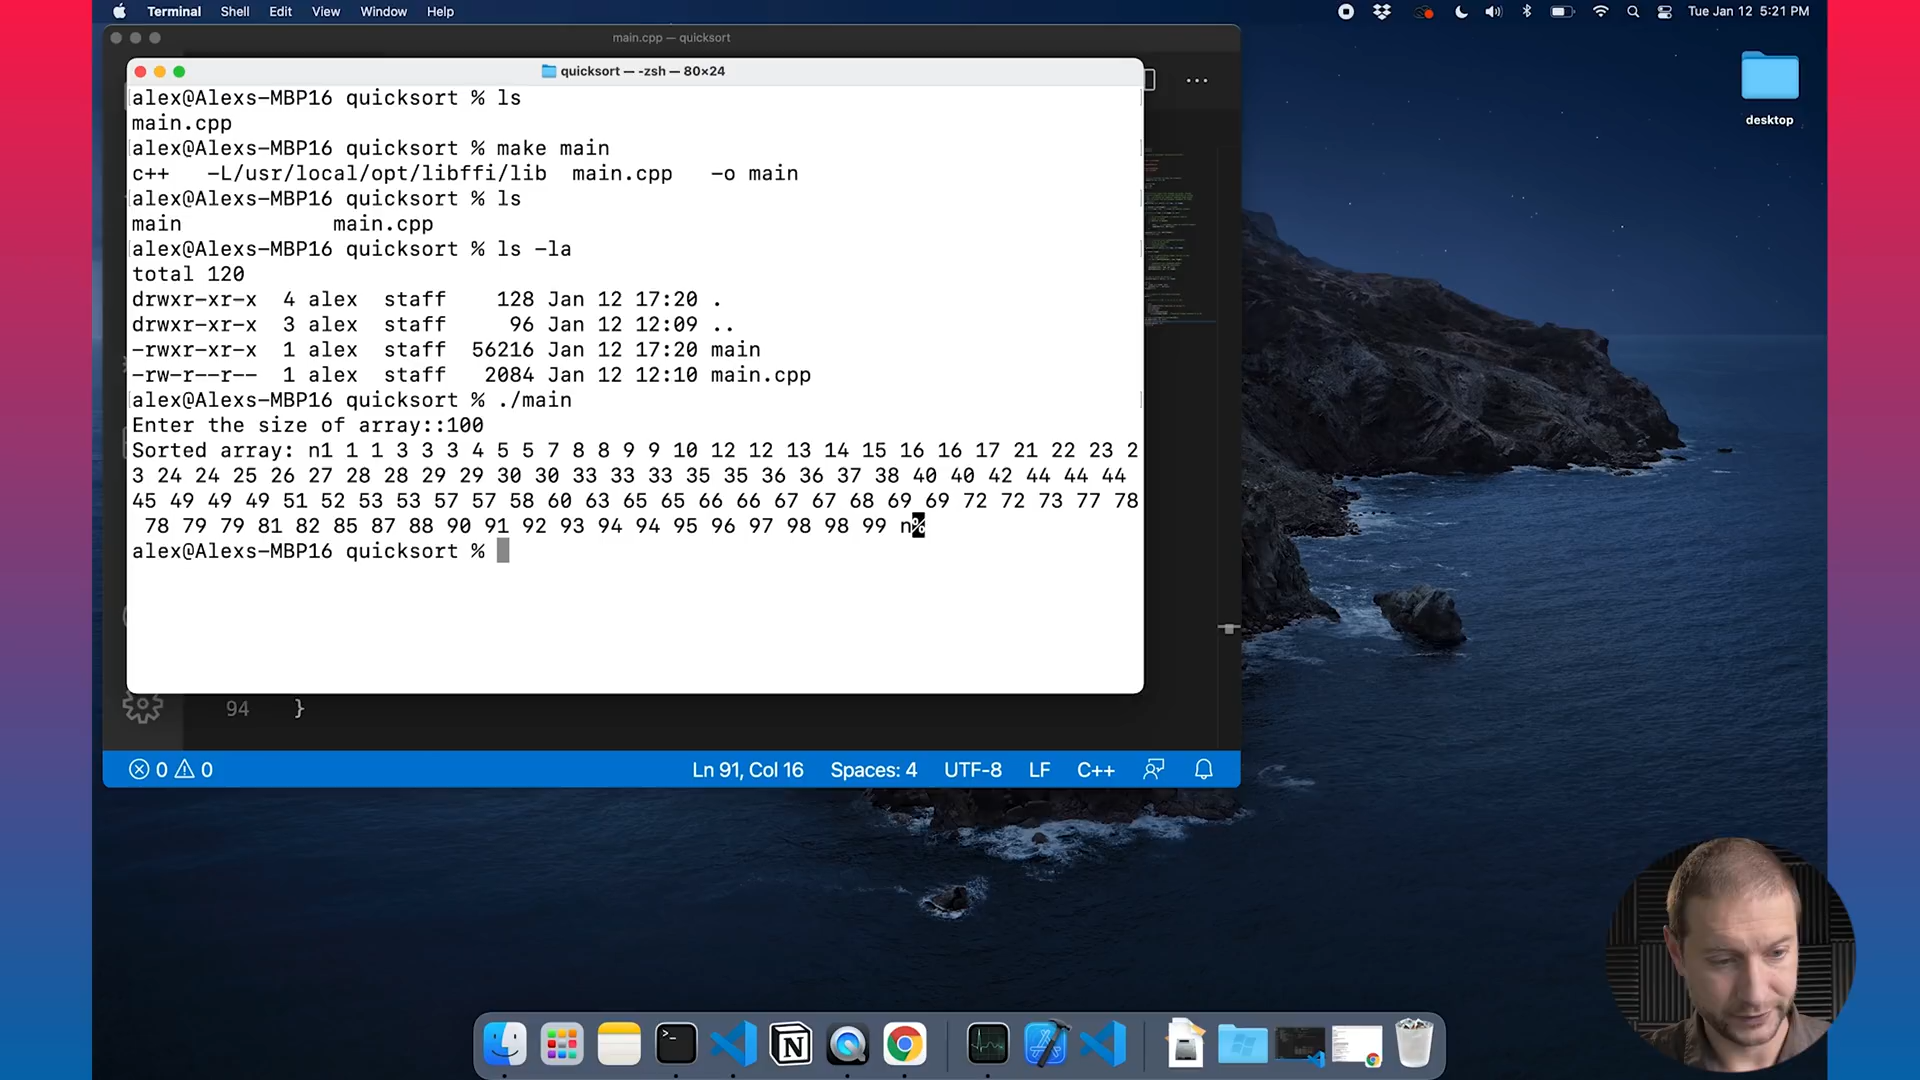 Terminal Shell Edit View Window Help
Tue Jan 12 5:21 PM
main.cpp — quicksort
desktop
quicksort — -zsh — 80×24
alex@Alexs-MBP16 quicksort % ls
main.cpp
alex@Alexs-MBP16 quicksort % make main
c++ -L/usr/local/opt/libffi/lib main.cpp -o main
alex@Alexs-MBP16 quicksort % ls
main main.cpp
alex@Alexs-MBP16 quicksort % ls -la
total 120
drwxr-xr-x 4 alex staff 128 Jan 12 17:20 .
drwxr-xr-x 3 alex staff 96 Jan 12 12:09 ..
-rwxr-xr-x 1 alex staff 56216 Jan 12 17:20 main
-rw-r--r-- 1 alex staff 2084 Jan 12 12:10 main.cpp
alex@Alexs-MBP16 quicksort % ./main
Enter the size of array::100
Sorted array: n1 1 1 3 3 3 4 5 5 7 8 8 9 9 10 12 12 13 14 15 16 16 17 21 22 23 2
3 24 24 25 26 27 28 28 29 29 30 30 33 33 33 35 35 36 36 37 38 40 40 42 44 44 44
45 49 49 49 51 52 53 53 57 57 58 60 63 65 65 66 66 67 67 68 69 69 72 72 73 77 78
78 79 79 81 82 85 87 88 90 91 92 93 94 94 95 96 97 98 98 99 n%
alex@Alexs-MBP16 quicksort %
94 }
0 0 Ln 91, Col 16 Spaces: 4 UTF-8 LF C++